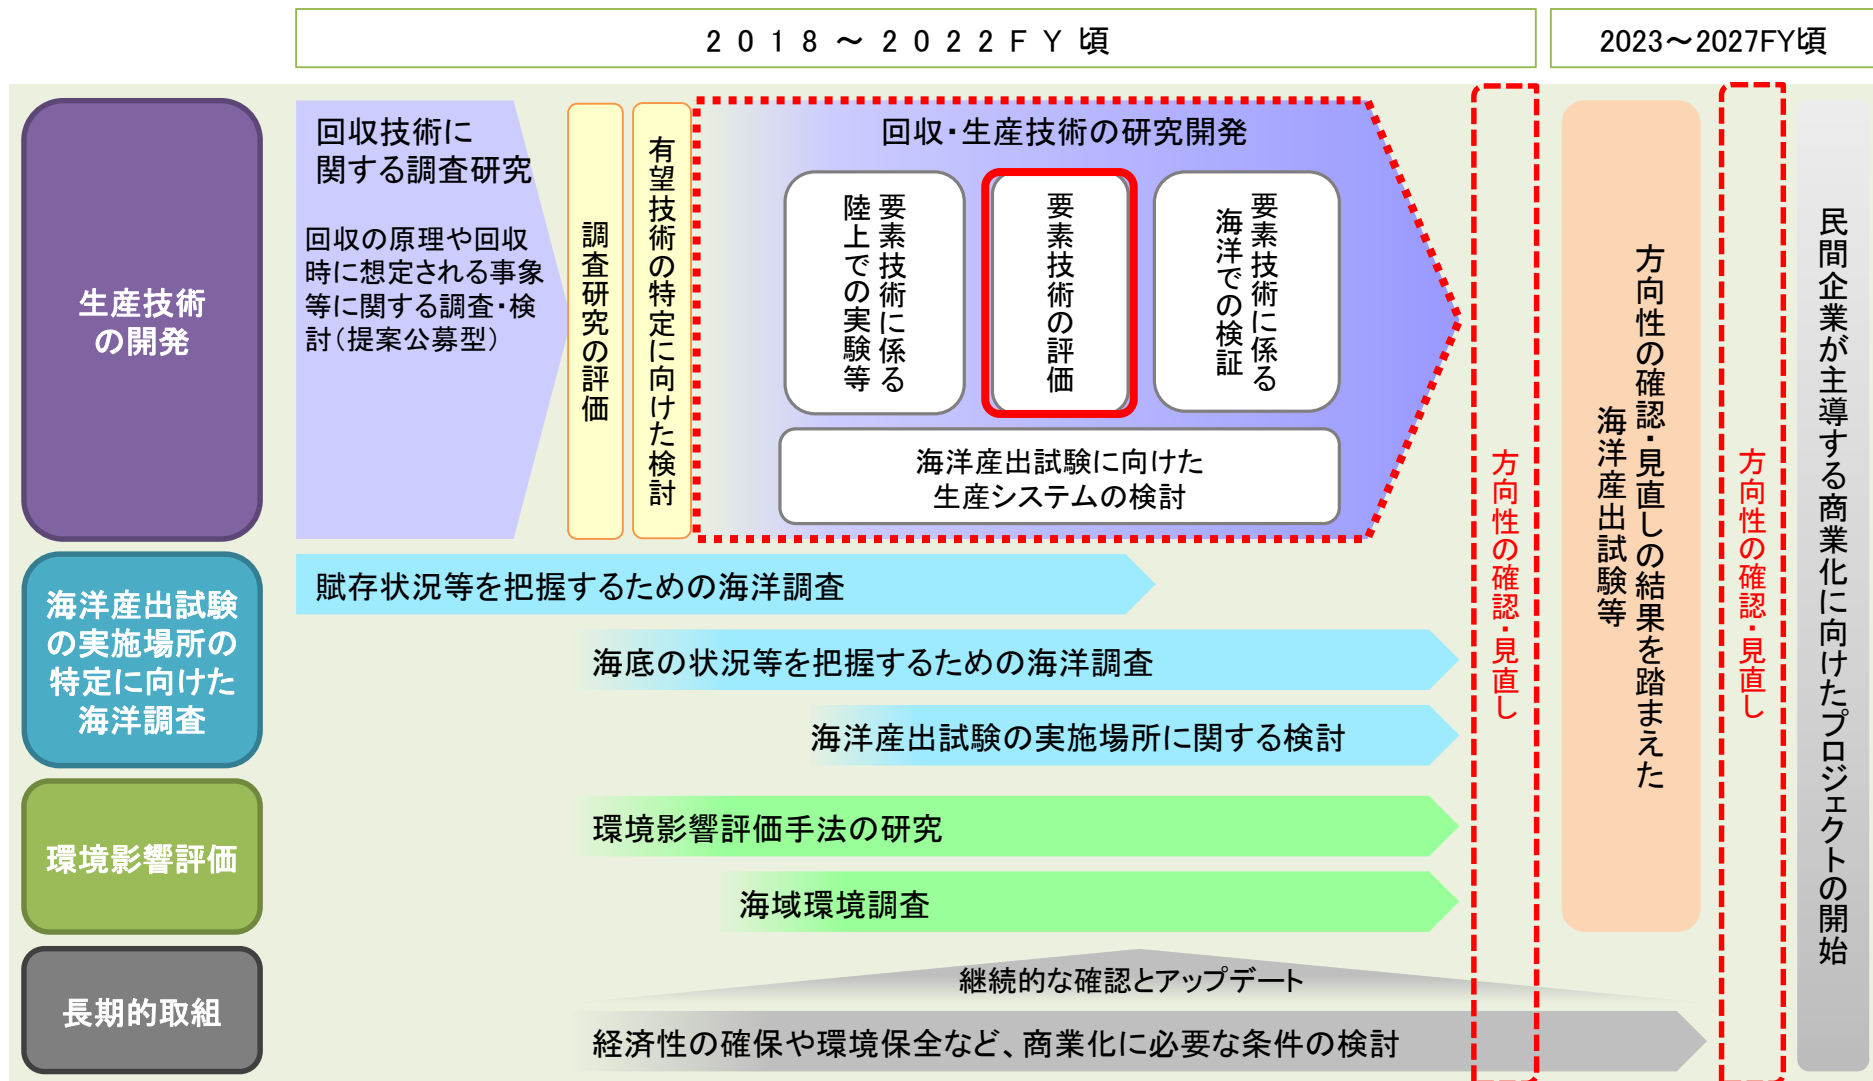 2018～2022FY頃
2023～2027FY頃
生産技術
の開発
回収技術に
関する調査研究
回収の原理や回収
時に想定される事象
等に関する調査・検
討（提案公募型）
調査研究の評価
有望技術の特定に向けた検討
回収・生産技術の研究開発
要素技術に係る
陸上での実験等
要素技術の評価
要素技術に係る
海洋での検証
海洋産出試験に向けた
生産システムの検討
方向性の確認・見直し
方向性の確認・見直しの結果を踏まえた
海洋産出試験等
方向性の確認・見直し
民間企業が主導する商業化に向けたプロジェクトの開始
海洋産出試験
の実施場所の
特定に向けた
海洋調査
賦存状況等を把握するための海洋調査
海底の状況等を把握するための海洋調査
海洋産出試験の実施場所に関する検討
環境影響評価
環境影響評価手法の研究
海域環境調査
長期的取組
継続的な確認とアップデート
経済性の確保や環境保全など、商業化に必要な条件の検討